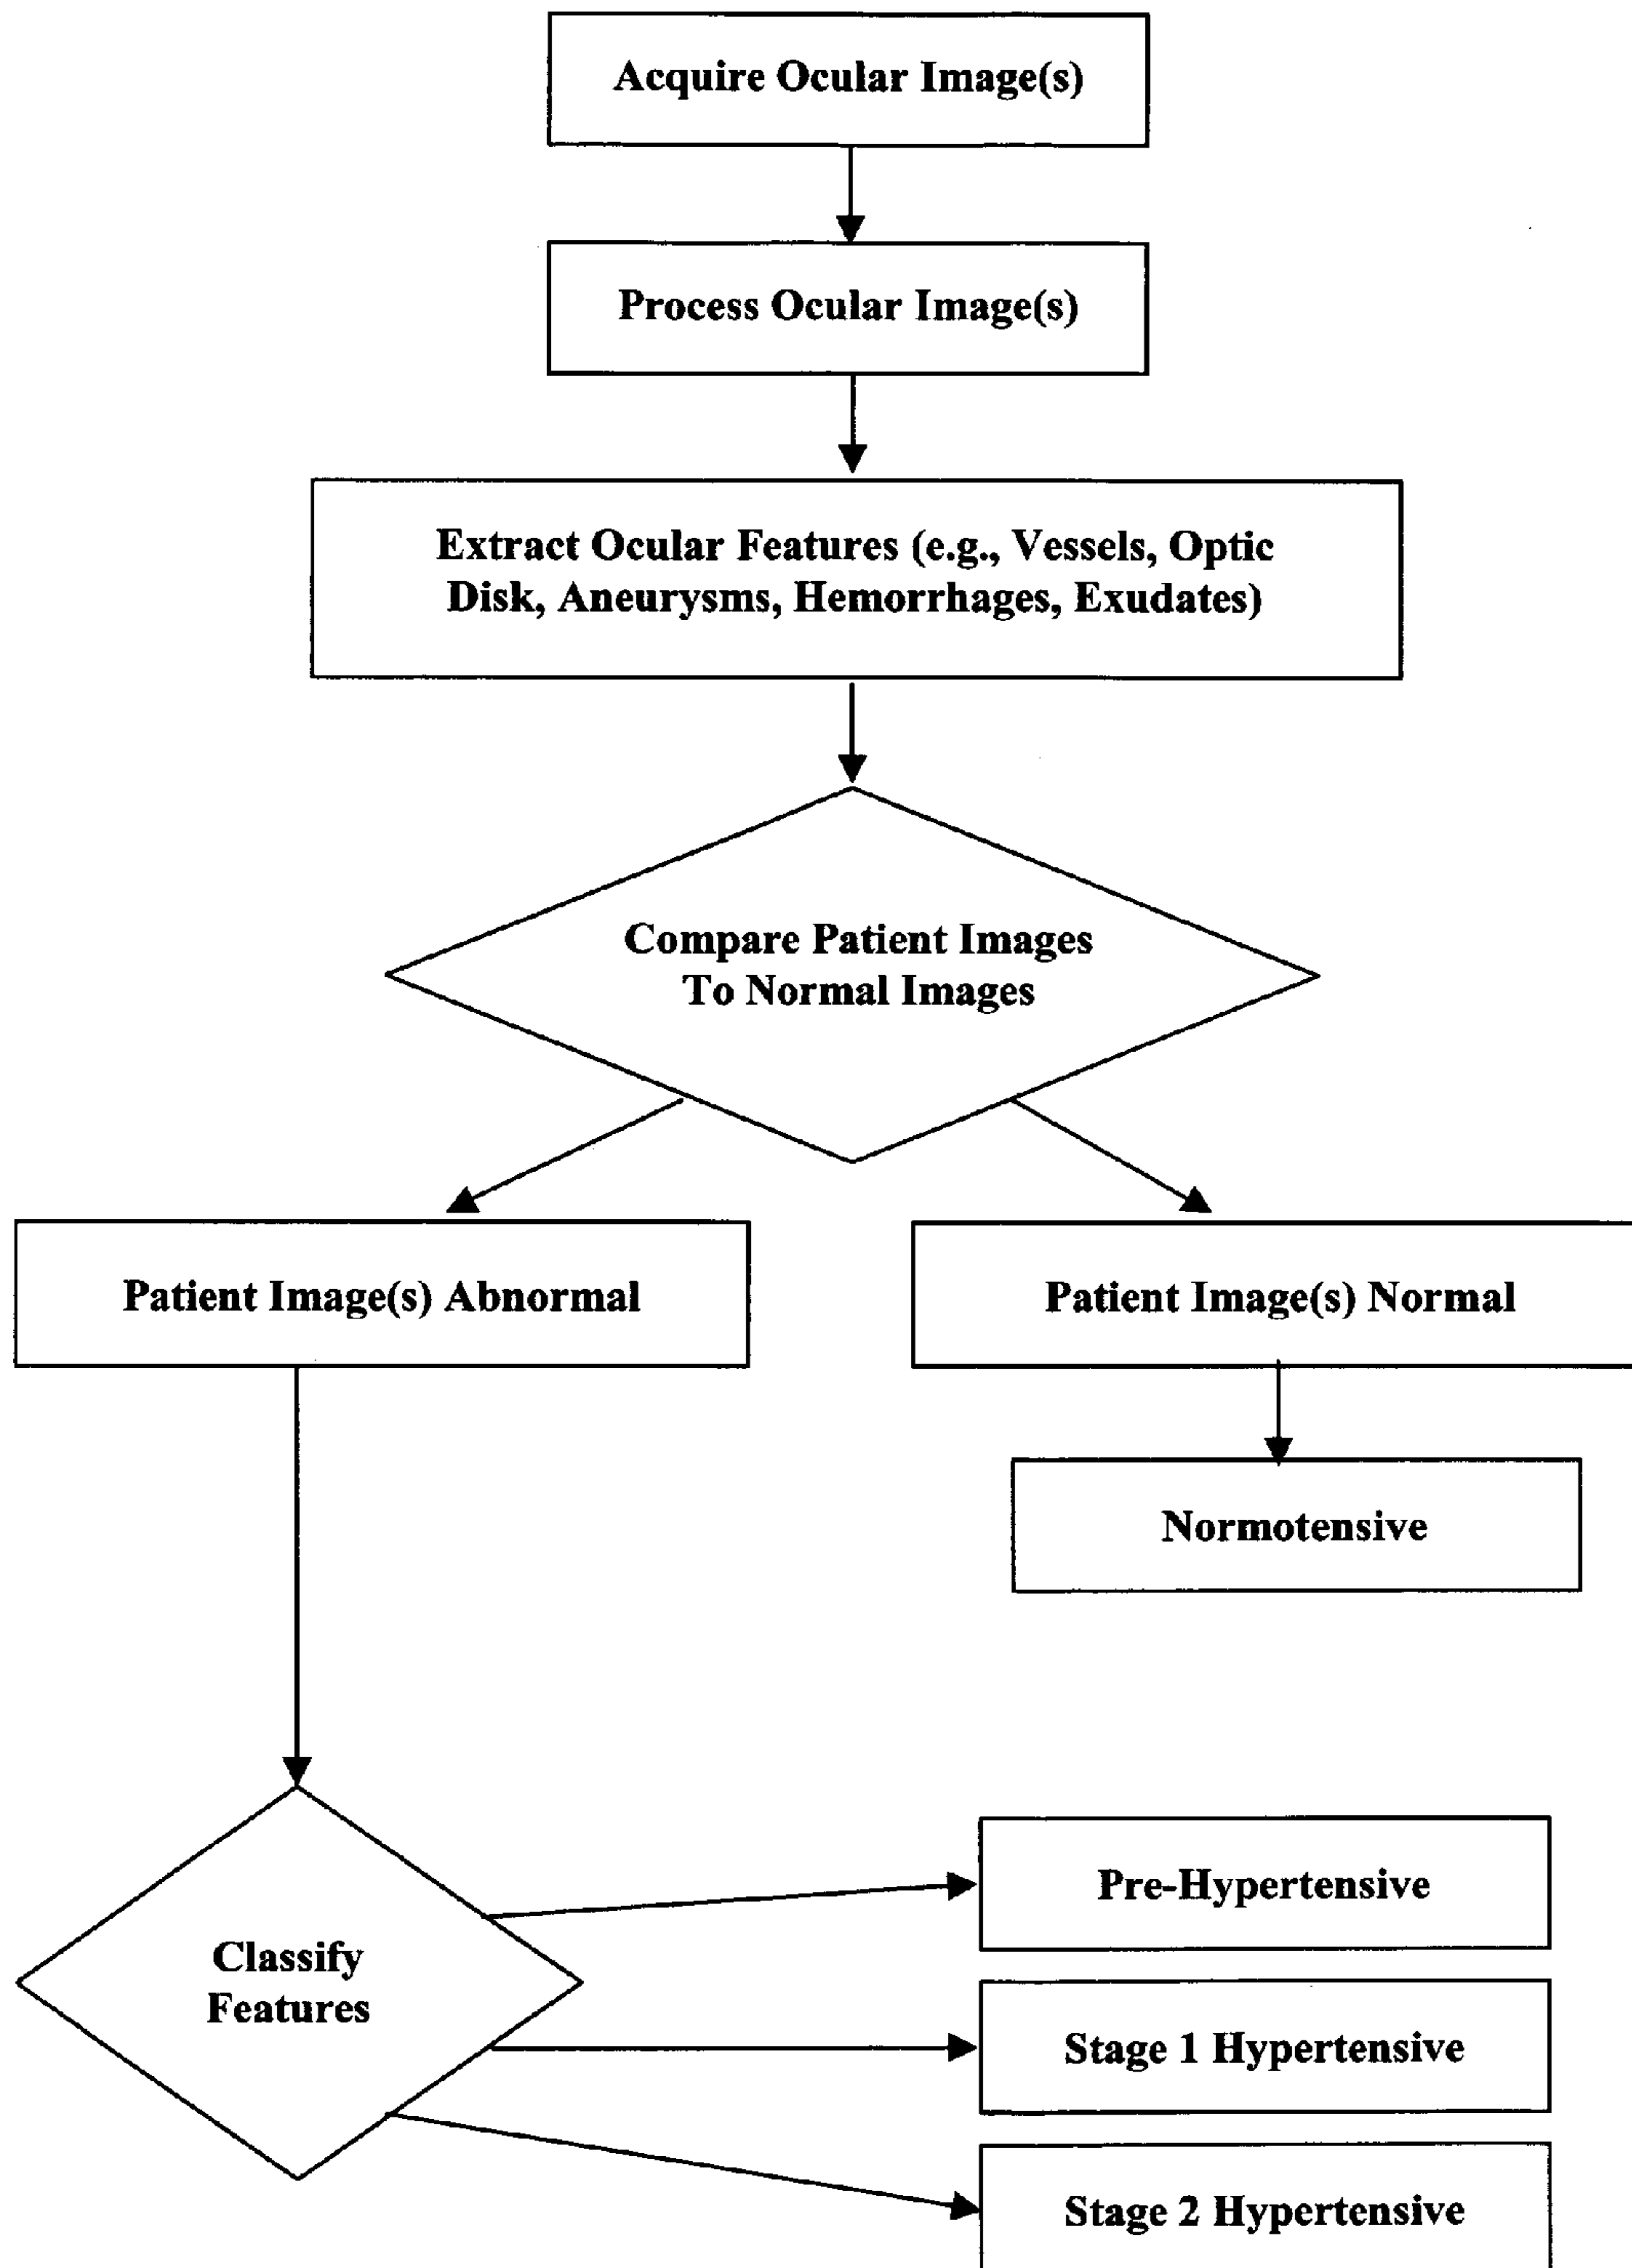 Acquire Ocular Image(s)
Process Ocular Image(s)
Extract Ocular Features (e.g., Vessels, Optic
Disk, Aneurysms, Hemorrhages, Exudates)
Compare Patient Images
To Normal Images
Patient Image(s) Abnormal
Patient Image(s) Normal
Normotensive
Classify
Features
Pre-Hypertensive
Stage 1 Hypertensive
Stage 2 Hypertensive